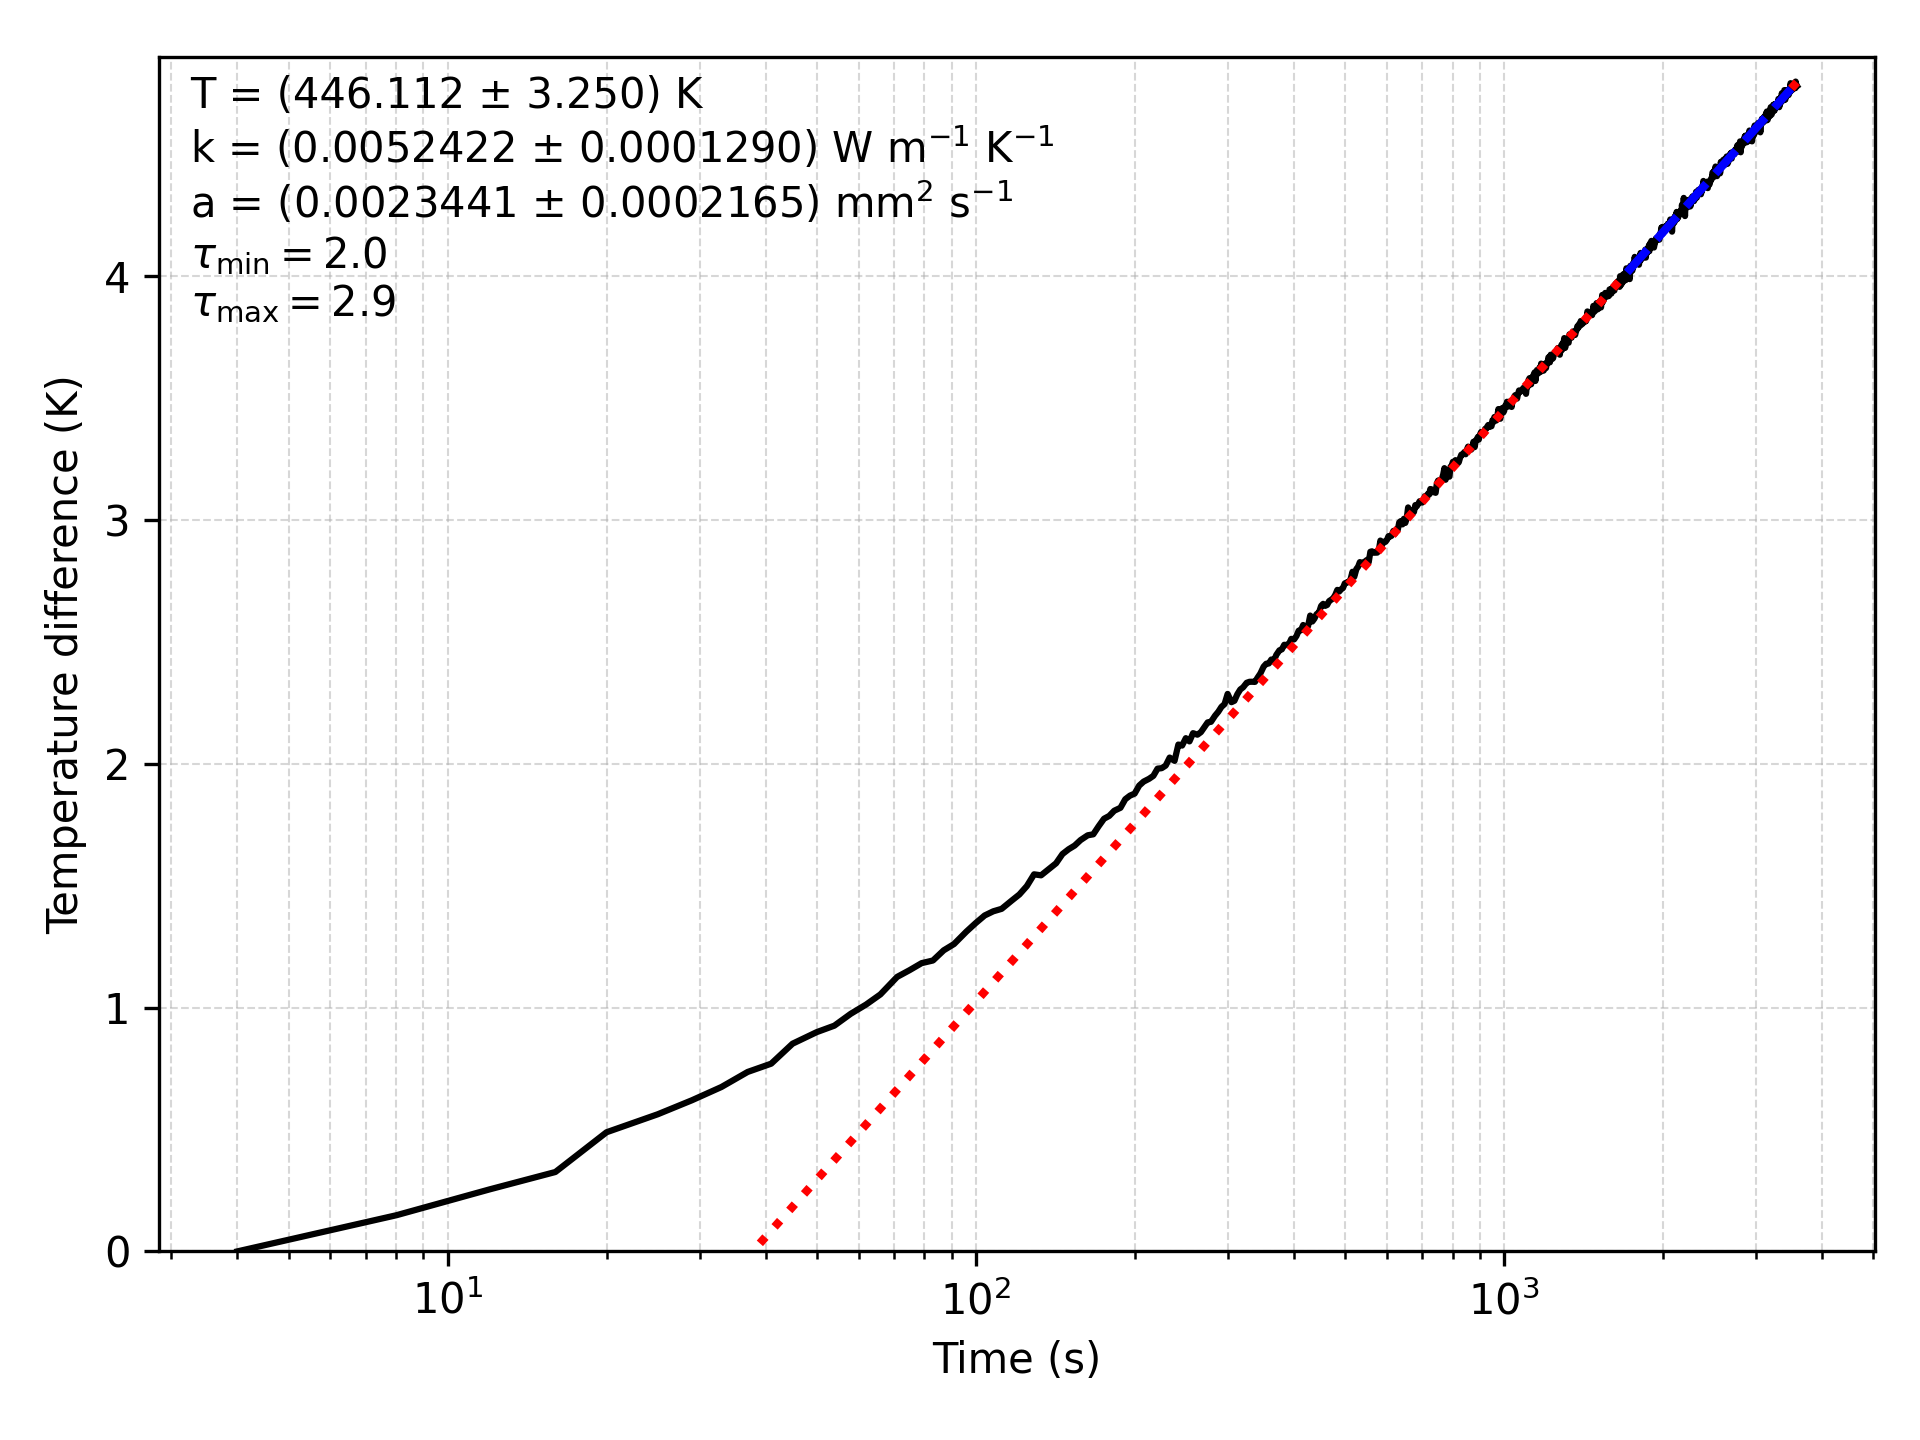 T = (446.112 ± 3.250) K
k = (0.0052422 ± 0.0001290) W m⁻¹ K⁻¹
a = (0.0023441 ± 0.0002165) mm² s⁻¹
τmin = 2.0
τmax = 2.9
Temperature difference (K)
4
3
2
1
0
10¹ 10² 10³
Time (s)